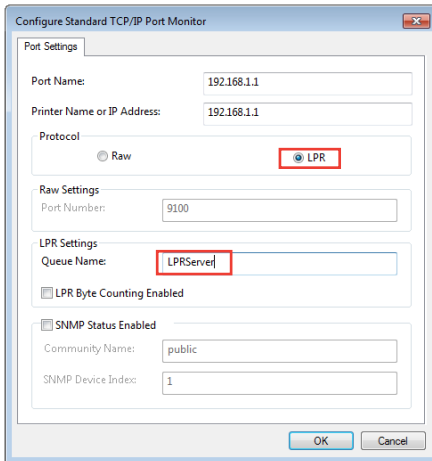 Configure Standard TCP/IP Port Monitor
Port Settings
Port Name: 192.168.1.1
Printer Name or IP Address: 192.168.1.1
Protocol
Raw LPR
Raw Settings
Port Number: 9100
LPR Settings
Queue Name: LPRServer
LPR Byte Counting Enabled
SNMP Status Enabled
Community Name: public
SNMP Device Index: 1
OK Cancel